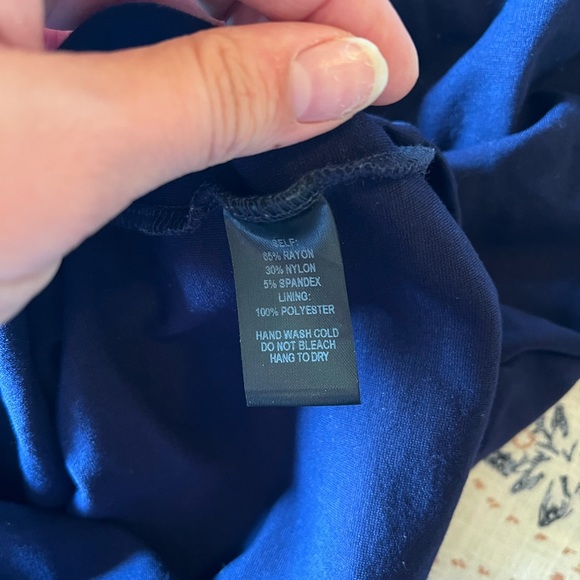 SELF:
65% RAYON
30% NYLON
5% SPANDEX
LINING:
100% POLYESTER
HAND WASH COLD
DO NOT BLEACH
HANG TO DRY